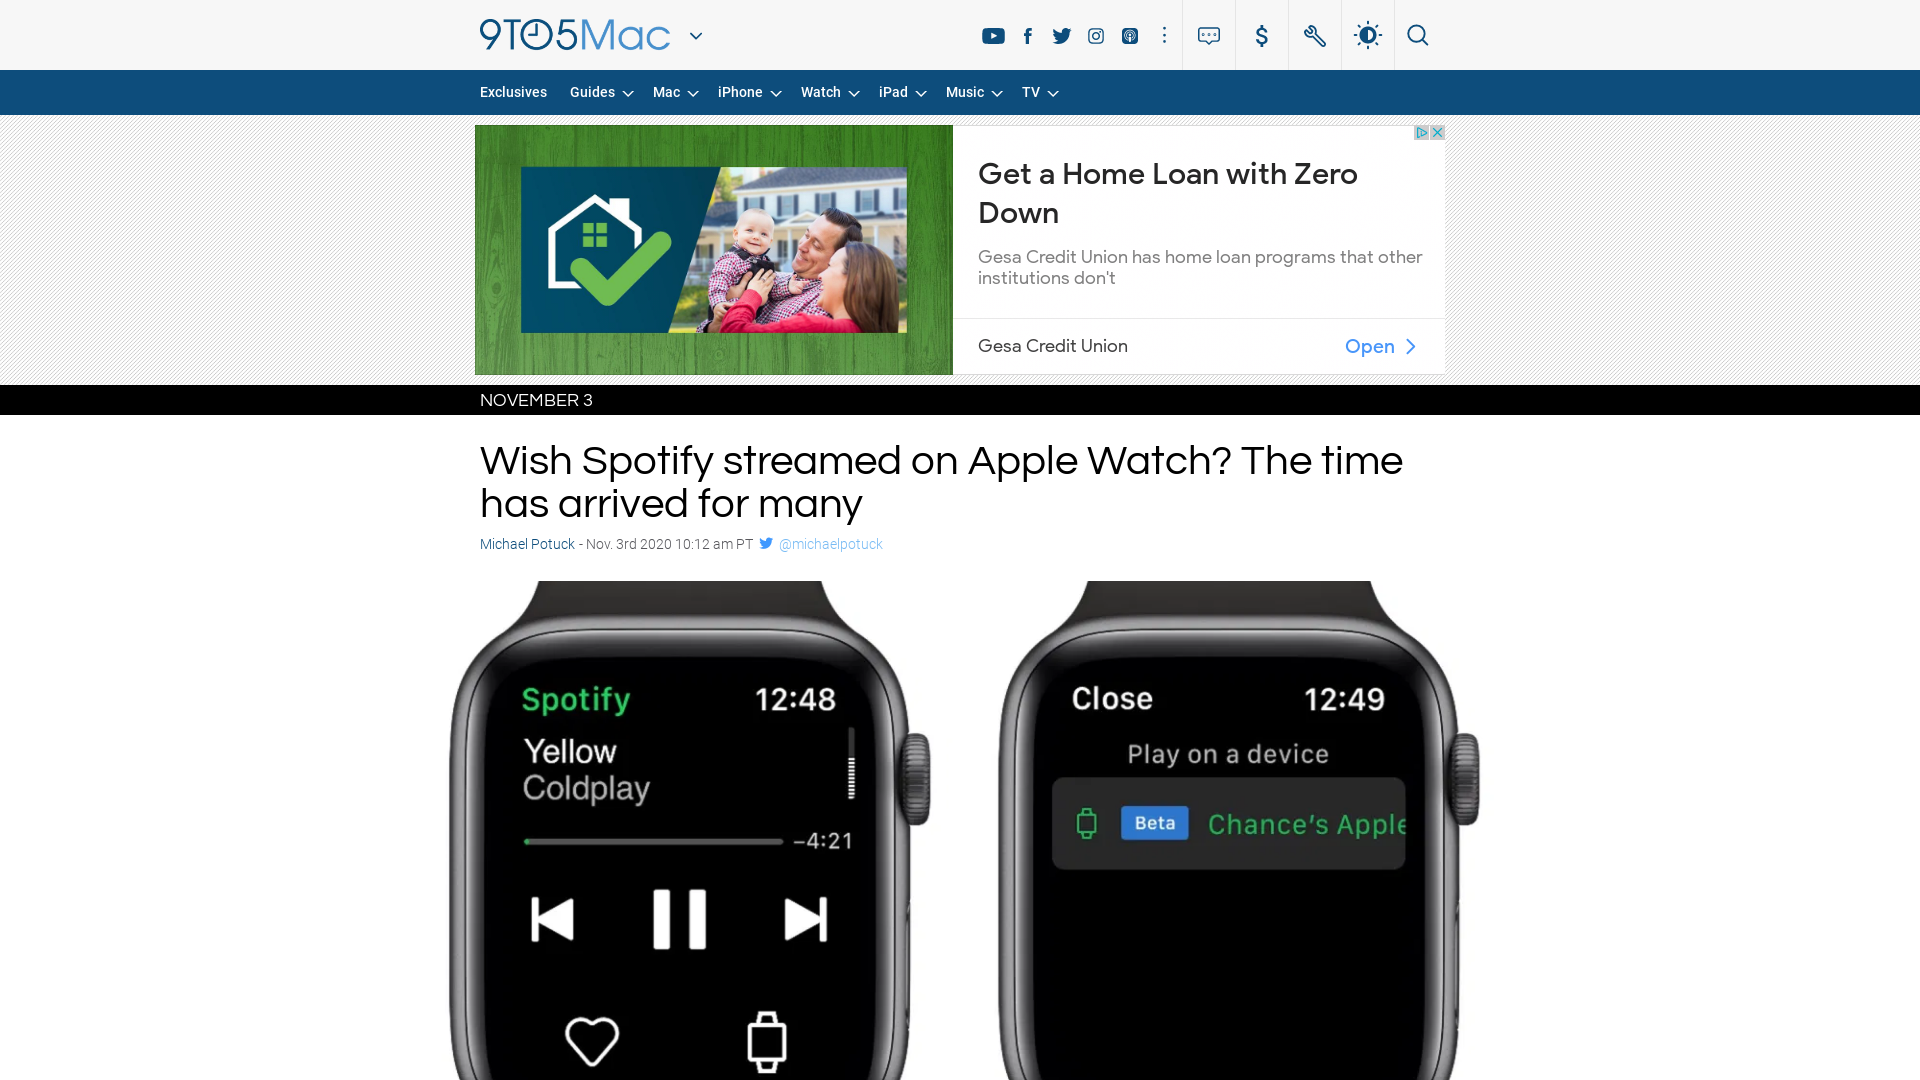 9TO5Mac
Exclusives Guides Mac iPhone Watch iPad Music TV
Get a Home Loan with Zero
Down
Gesa Credit Union has home loan programs that other
institutions don't
Gesa Credit Union
Open
NOVEMBER 3
Wish Spotify streamed on Apple Watch? The time
has arrived for many
Michael Potuck - Nov. 3rd 2020 10:12 am PT @michaelpotuck
Spotify 12:48
Yellow
Coldplay
-4:21
Close 12:49
Play on a device
Beta Chance's Apple